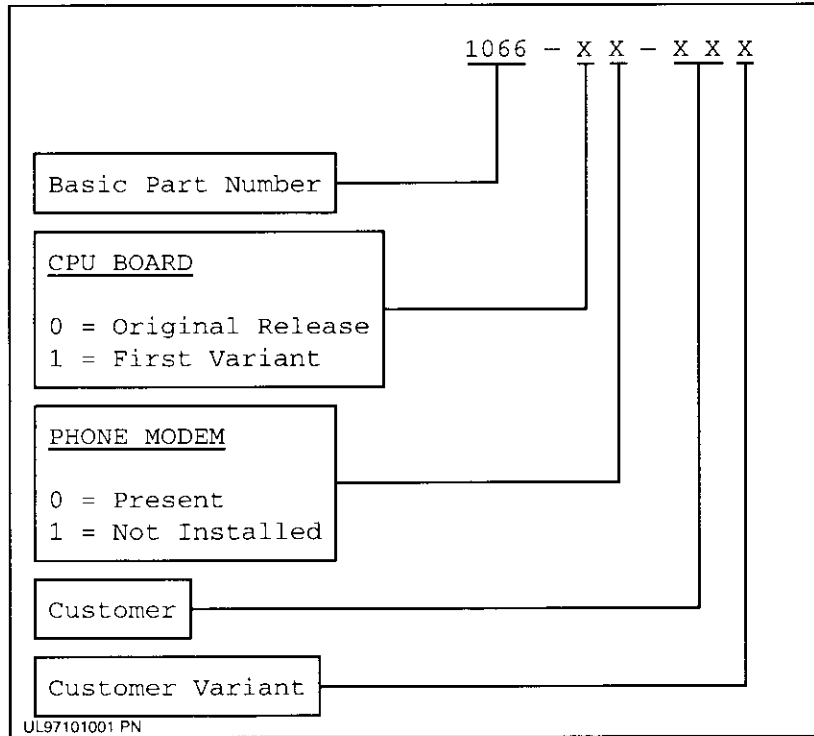 1066 – X X – X X X
Basic Part Number
CPU BOARD
0 = Original Release
1 = First Variant
PHONE MODEM
0 = Present
1 = Not Installed
Customer
Customer Variant
UL97101001 PN